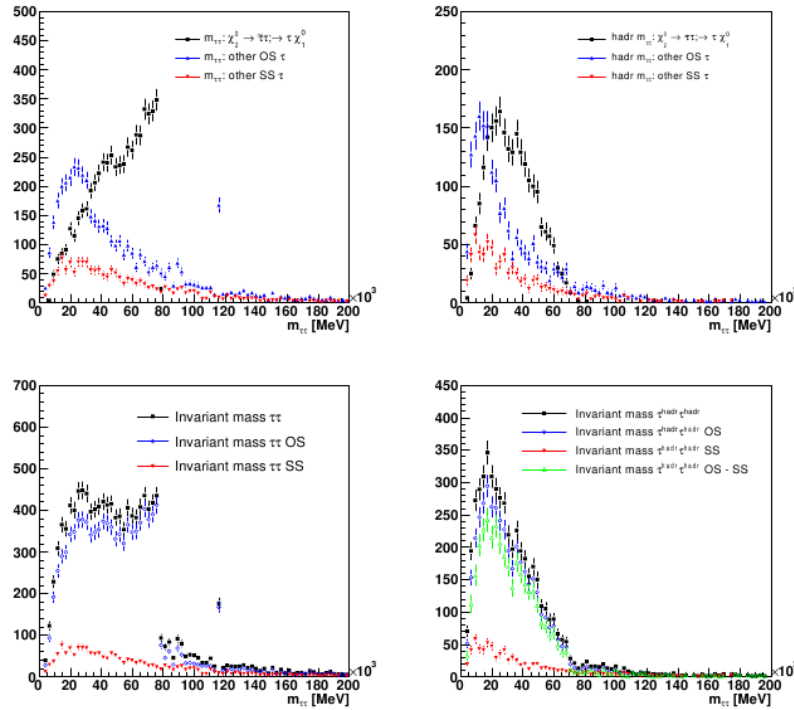 500
450
400
350
300
250
200
150
100
50
0
m_ττ: χ₂⁰ → τ̃τ;→ τ χ₁⁰
m_ττ: other OS τ
m_ττ: other SS τ
0 20 40 60 80 100 120 140 160 180 200
×10³
m_ττ [MeV]
250
200
150
100
50
0
hadr m_ττ: χ₂⁰ → τ̃τ;→ τ χ₁⁰
hadr m_ττ: other OS τ
hadr m_ττ: other SS τ
0 20 40 60 80 100 120 140 160 180 200
×10³
m_ττ [MeV]
700
600
500
400
300
200
100
0
Invariant mass ττ
Invariant mass ττ OS
Invariant mass ττ SS
0 20 40 60 80 100 120 140 160 180 200
×10³
m_ττ [MeV]
450
400
350
300
250
200
150
100
50
0
Invariant mass τ^hadr τ^hadr
Invariant mass τ^hadr τ^hadr OS
Invariant mass τ^hadr τ^hadr SS
Invariant mass τ^hadr τ^hadr OS - SS
0 20 40 60 80 100 120 140 160 180 200
×10³
m_ττ [MeV]